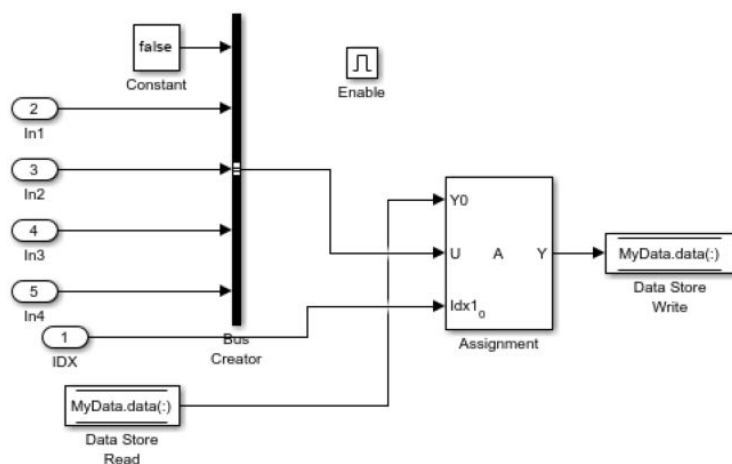 false
Constant
Enable
2
In1
3
In2
4
In3
5
In4
1
IDX
Bus
Creator
Y0
U
A
Y
Idx1₀
Assignment
MyData.data(:)
Data Store
Write
MyData.data(:)
Data Store
Read